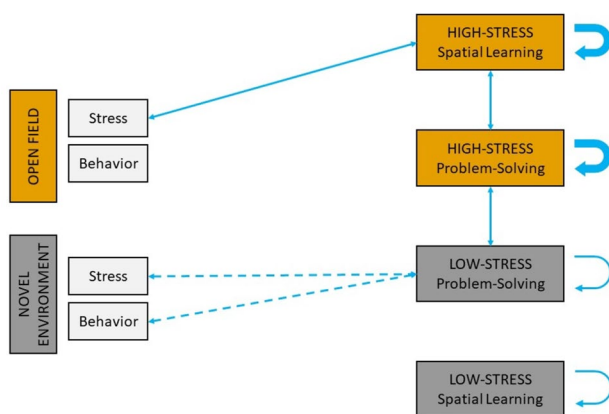 HIGH-STRESS
Spatial Learning
OPEN FIELD
Stress
Behavior
HIGH-STRESS
Problem-Solving
NOVEL
ENVIRONMENT
Stress
Behavior
LOW-STRESS
Problem-Solving
LOW-STRESS
Spatial Learning